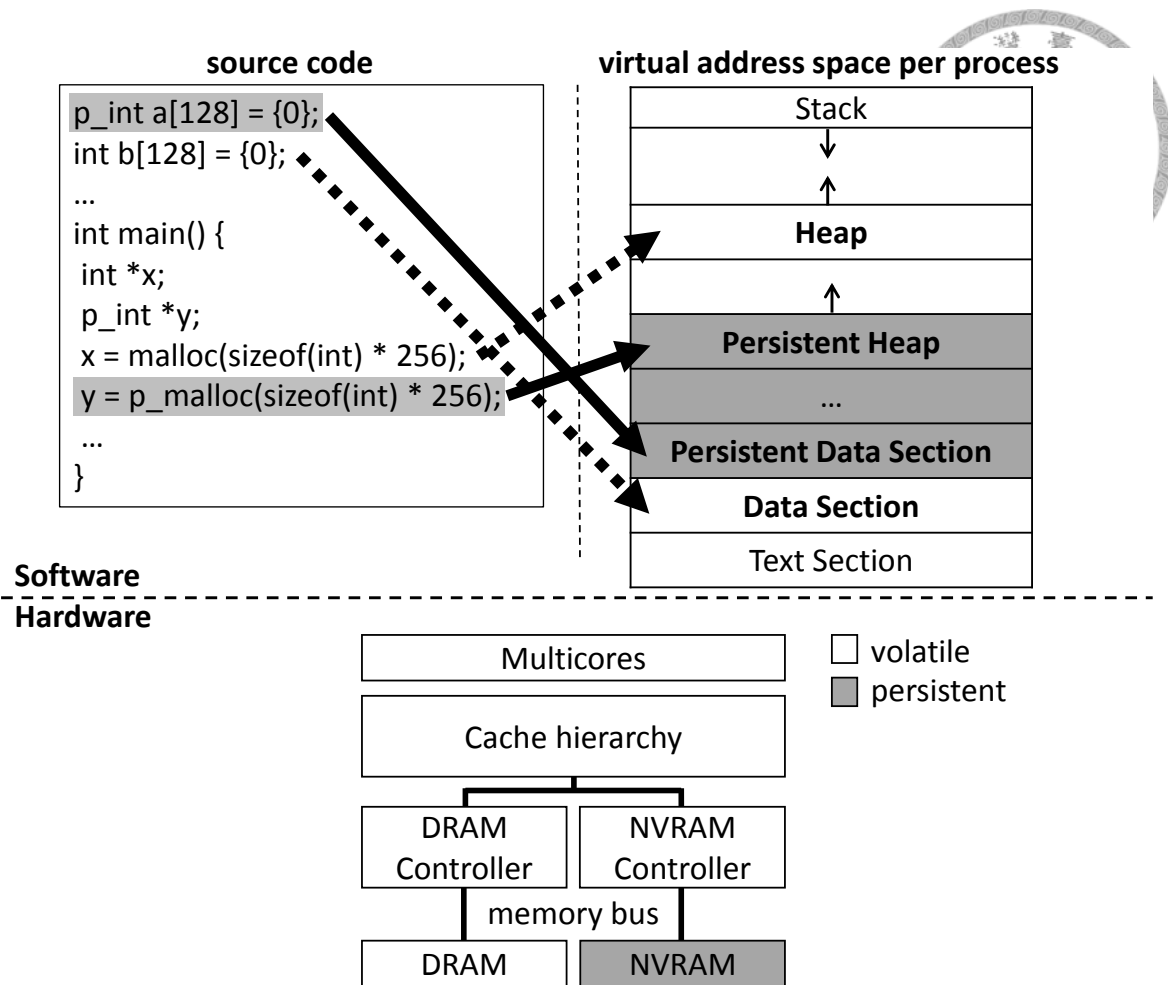 source code
p_int a[128] = {0};
int b[128] = {0};
...
int main() {
int *x;
p_int *y;
x = malloc(sizeof(int) * 256);
y = p_malloc(sizeof(int) * 256);
...
}
virtual address space per process
Stack
Heap
Persistent Heap
...
Persistent Data Section
Data Section
Text Section
Software
Hardware
Multicores
Cache hierarchy
DRAM
Controller
NVRAM
Controller
memory bus
DRAM
NVRAM
volatile
persistent